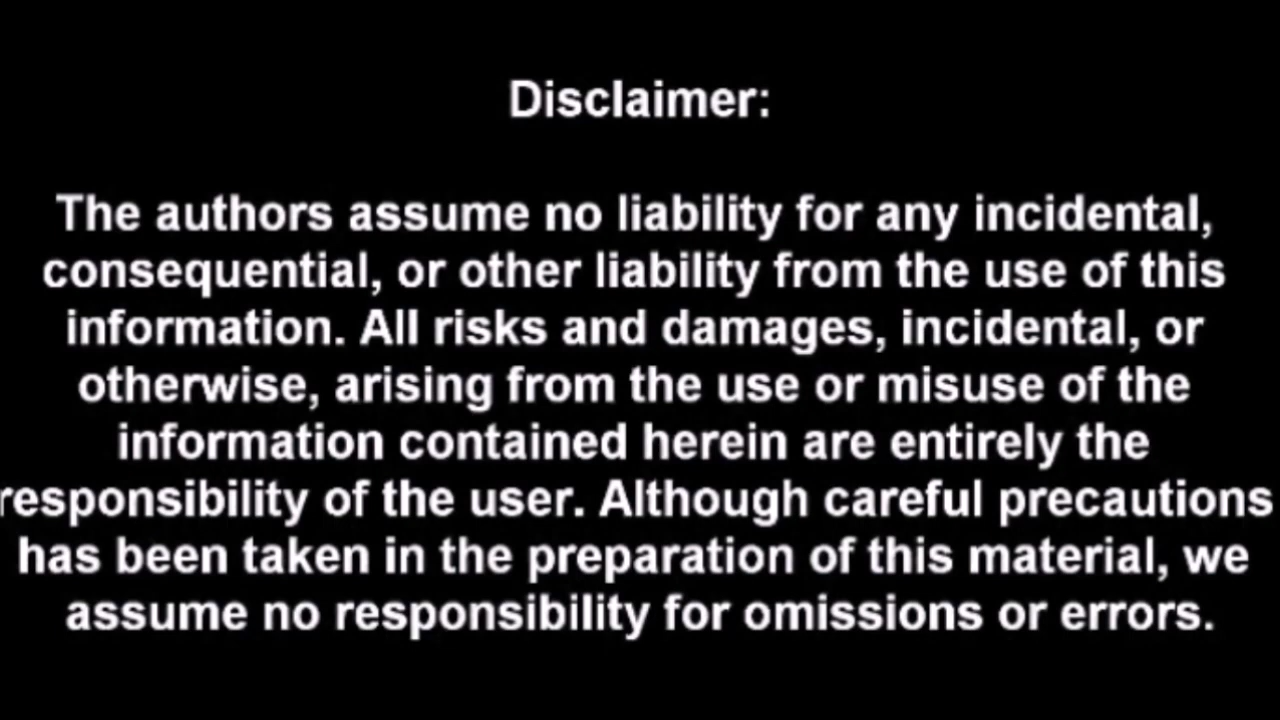 Disclaimer:
The authors assume no liability for any incidental,
consequential, or other liability from the use of this
information. All risks and damages, incidental, or
otherwise, arising from the use or misuse of the
information contained herein are entirely the
responsibility of the user. Although careful precautions
has been taken in the preparation of this material, we
assume no responsibility for omissions or errors.